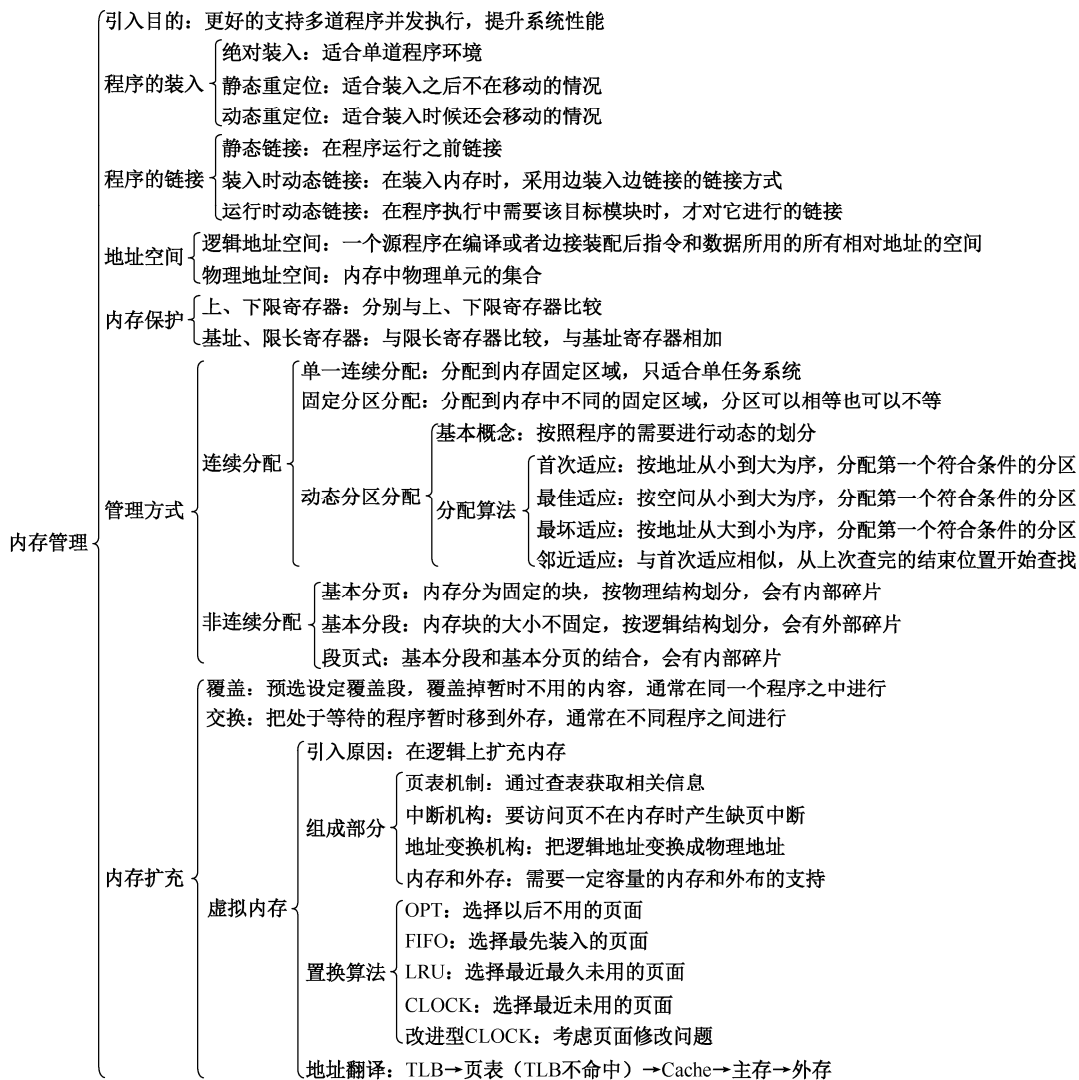 引入目的：更好的支持多道程序并发执行，提升系统性能
绝对装入：适合单道程序环境
程序的装入
静态重定位：适合装入之后不在移动的情况
动态重定位：适合装入时候还会移动的情况
静态链接：在程序运行之前链接
程序的链接
装入时动态链接：在装入内存时，采用边装入边链接的链接方式
运行时动态链接：在程序执行中需要该目标模块时，才对它进行的链接
地址空间
逻辑地址空间：一个源程序在编译或者边接装配后指令和数据所用的所有相对地址的空间
物理地址空间：内存中物理单元的集合
内存保护
上、下限寄存器：分别与上、下限寄存器比较
基址、限长寄存器：与限长寄存器比较，与基址寄存器相加
单一连续分配：分配到内存固定区域，只适合单任务系统
固定分区分配：分配到内存中不同的固定区域，分区可以相等也可以不等
连续分配
基本概念：按照程序的需要进行动态的划分
动态分区分配
首次适应：按地址从小到大为序，分配第一个符合条件的分区
分配算法
最佳适应：按空间从小到大为序，分配第一个符合条件的分区
管理方式
最坏适应：按地址从大到小为序，分配第一个符合条件的分区
内存管理
邻近适应：与首次适应相似，从上次查完的结束位置开始查找
基本分页：内存分为固定的块，按物理结构划分，会有内部碎片
非连续分配
基本分段：内存块的大小不固定，按逻辑结构划分，会有外部碎片
段页式：基本分段和基本分页的结合，会有内部碎片
覆盖：预选设定覆盖段，覆盖掉暂时不用的内容，通常在同一个程序之中进行
交换：把处于等待的程序暂时移到外存，通常在不同程序之间进行
引入原因：在逻辑上扩充内存
页表机制：通过查表获取相关信息
组成部分
中断机构：要访问页不在内存时产生缺页中断
地址变换机构：把逻辑地址变换成物理地址
内存扩充
内存和外存：需要一定容量的内存和外布的支持
虚拟内存
OPT：选择以后不用的页面
FIFO：选择最先装入的页面
置换算法
LRU：选择最近最久未用的页面
CLOCK：选择最近未用的页面
改进型CLOCK：考虑页面修改问题
地址翻译：TLB→页表（TLB不命中）→Cache→主存→外存